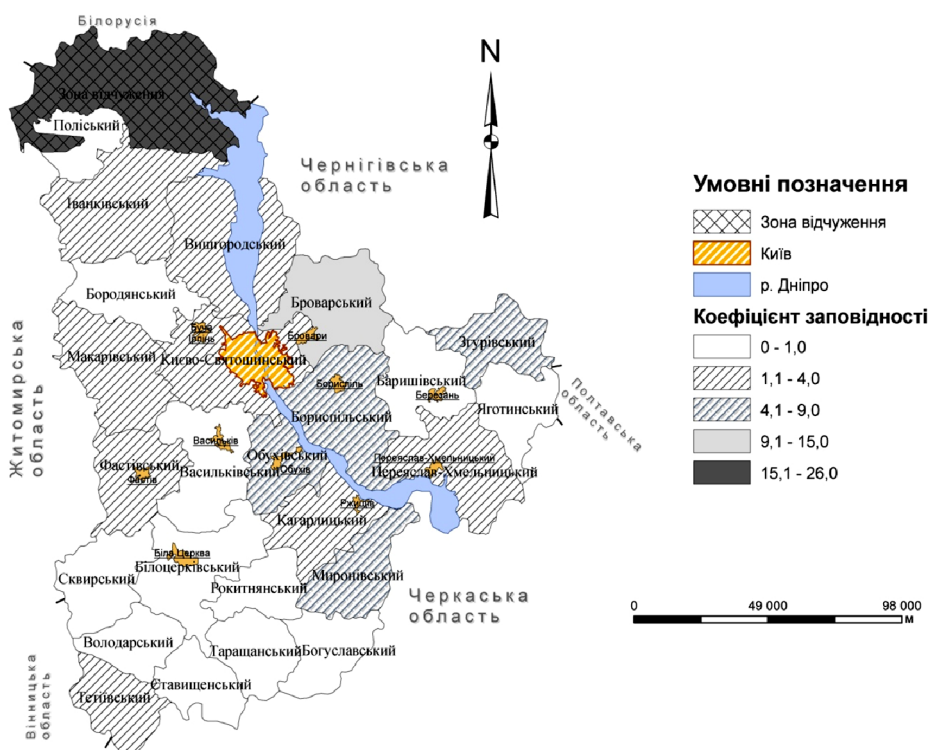 Білорусія
N
Зона відчуження
Поліський
Чернігівська
область
Іванківський
Вишгородський
Бородянський
Броварський
Буча
Ірпінь
Бровари
Згурівський
Макарівський
Києво-Святошинський
Житомирська
область
Бориспіль
Баришівський
Березань
Полтавська
область
Бориспільський
Яготинський
Васильків
Обухівський
Переяслав-Хмельницький
Фастівський
Васильківський
Обухів
Переяслав-Хмельницький
Фастів
Ржищів
Кагарлицький
Біла Церква
Білоцерківський
Сквирський
Рокитнянський
Миронівський
Черкаська
область
Володарський
Таращанський
Богуславський
Вінницька
область
Ставищенський
Тетіївський
Умовні позначення
Зона відчуження
Київ
р. Дніпро
Коефіцієнт заповідності
0 - 1,0
1,1 - 4,0
4,1 - 9,0
9,1 - 15,0
15,1 - 26,0
0 49 000 98 000
м